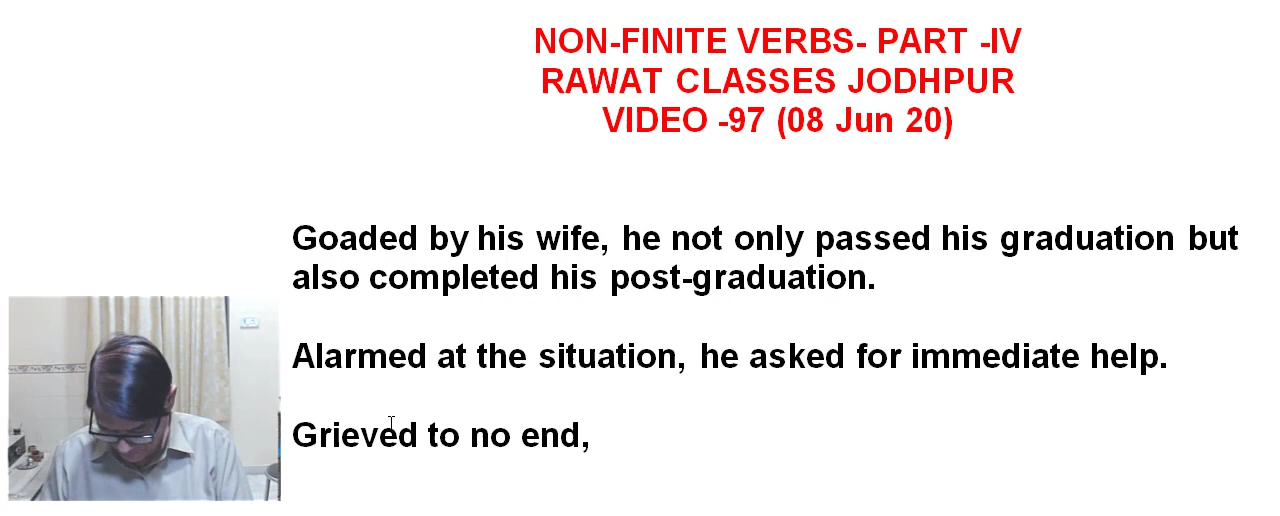 NON-FINITE VERBS- PART -IV
RAWAT CLASSES JODHPUR
VIDEO -97 (08 Jun 20)
Goaded by his wife, he not only passed his graduation but
also completed his post-graduation.
Alarmed at the situation, he asked for immediate help.
Grieved to no end,